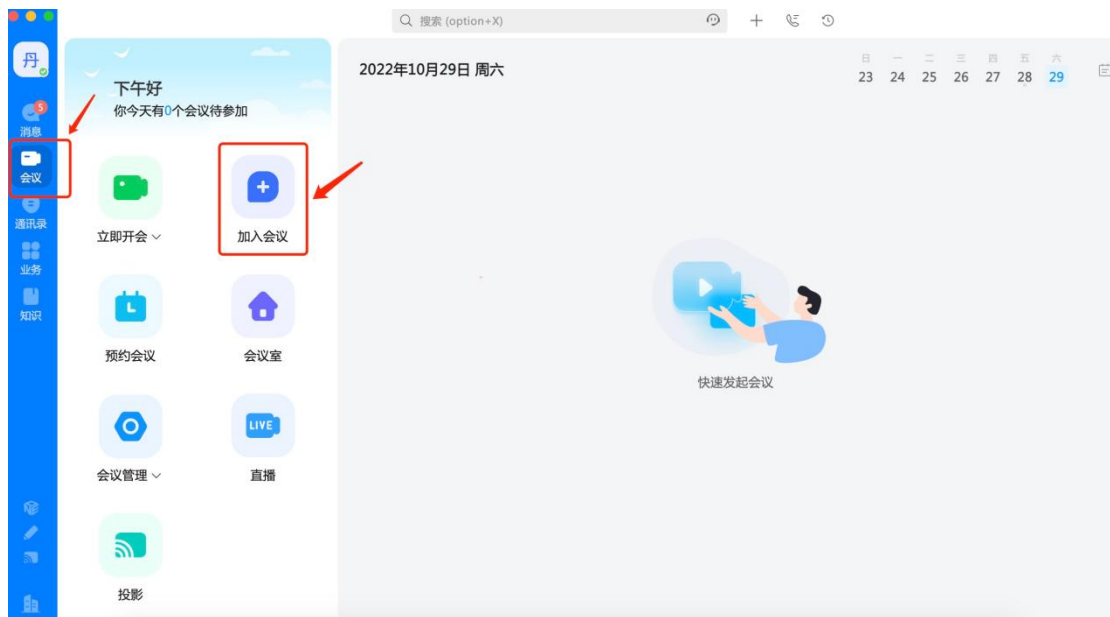 搜索 (option+X)
丹
5
消息
会议
通讯录
业务
知识
下午好
你今天有0个会议待参加
立即开会
加入会议
预约会议
会议室
会议管理
LIVE
直播
投影
2022年10月29日 周六
日 一 二 三 四 五 六
23 24 25 26 27 28 29
快速发起会议